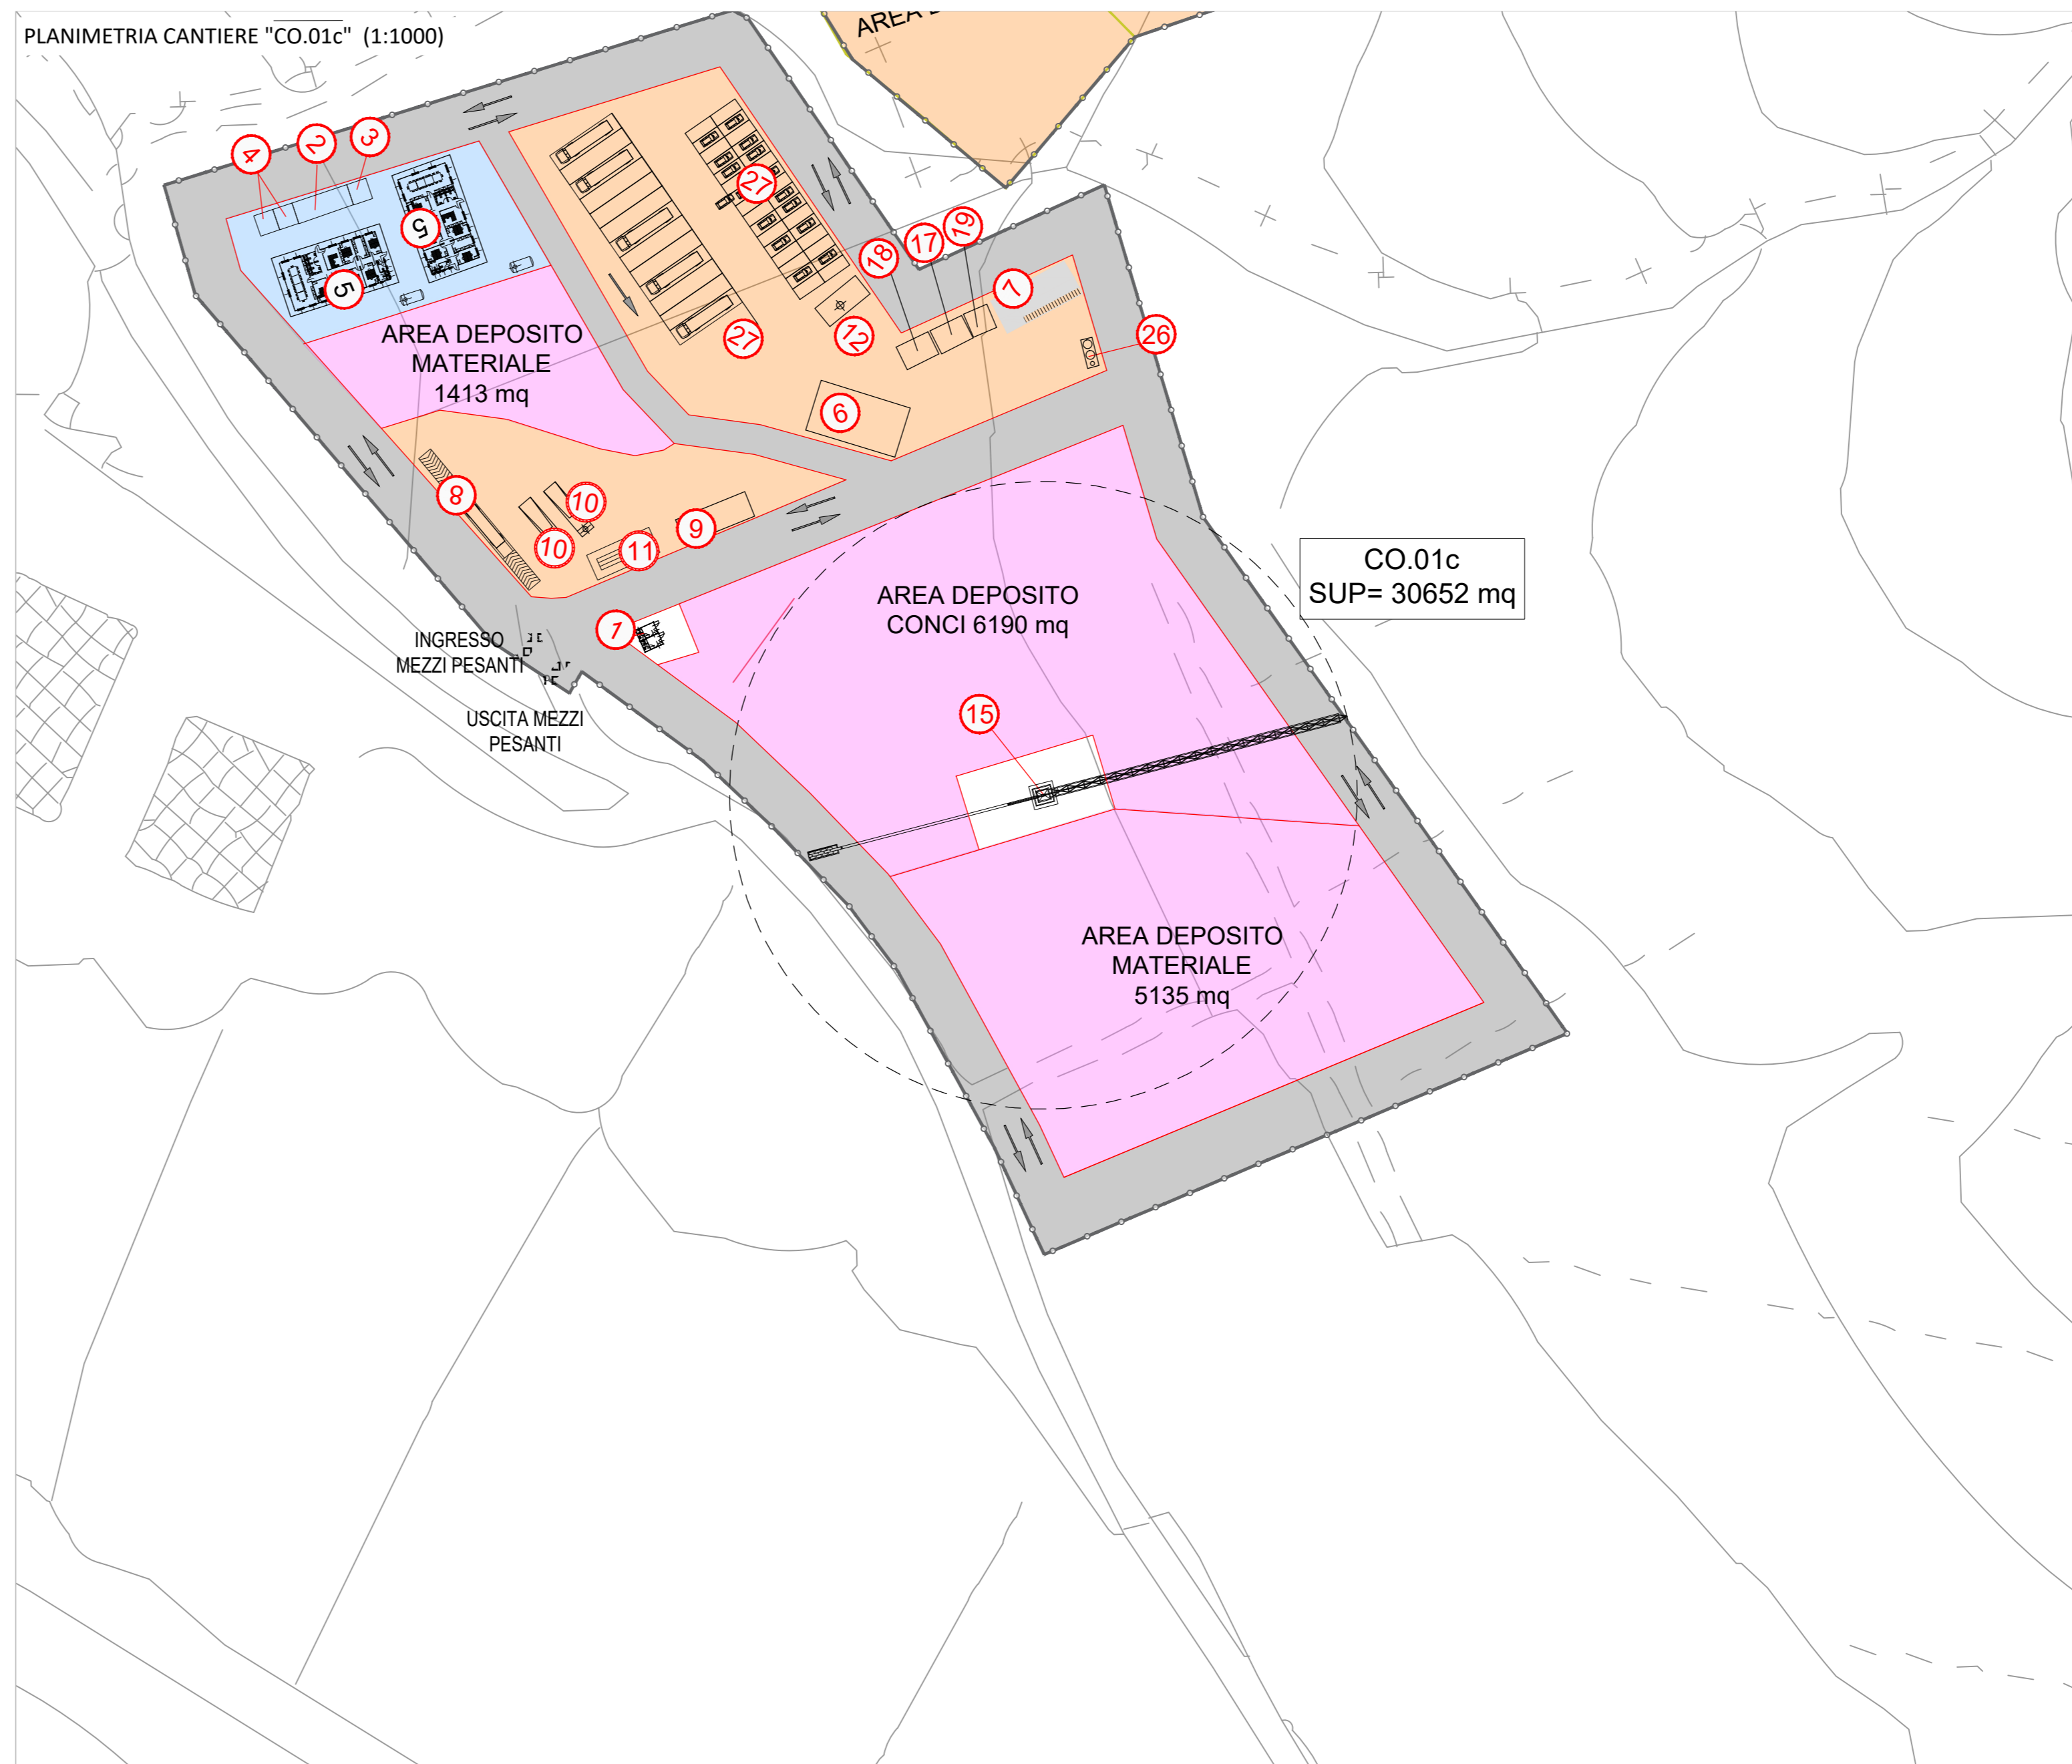 PLANIMETRIA CANTIERE "CO.01c" (1:1000)
AREA
4
2
3
5
5
27
27
12
18
17
19
7
26
6
AREA DEPOSITO
MATERIALE
1413 mq
8
10
10
11
9
1
INGRESSO
MEZZI PESANTI
USCITA MEZZI
PESANTI
AREA DEPOSITO
CONCI 6190 mq
CO.01c
SUP= 30652 mq
15
AREA DEPOSITO
MATERIALE
5135 mq